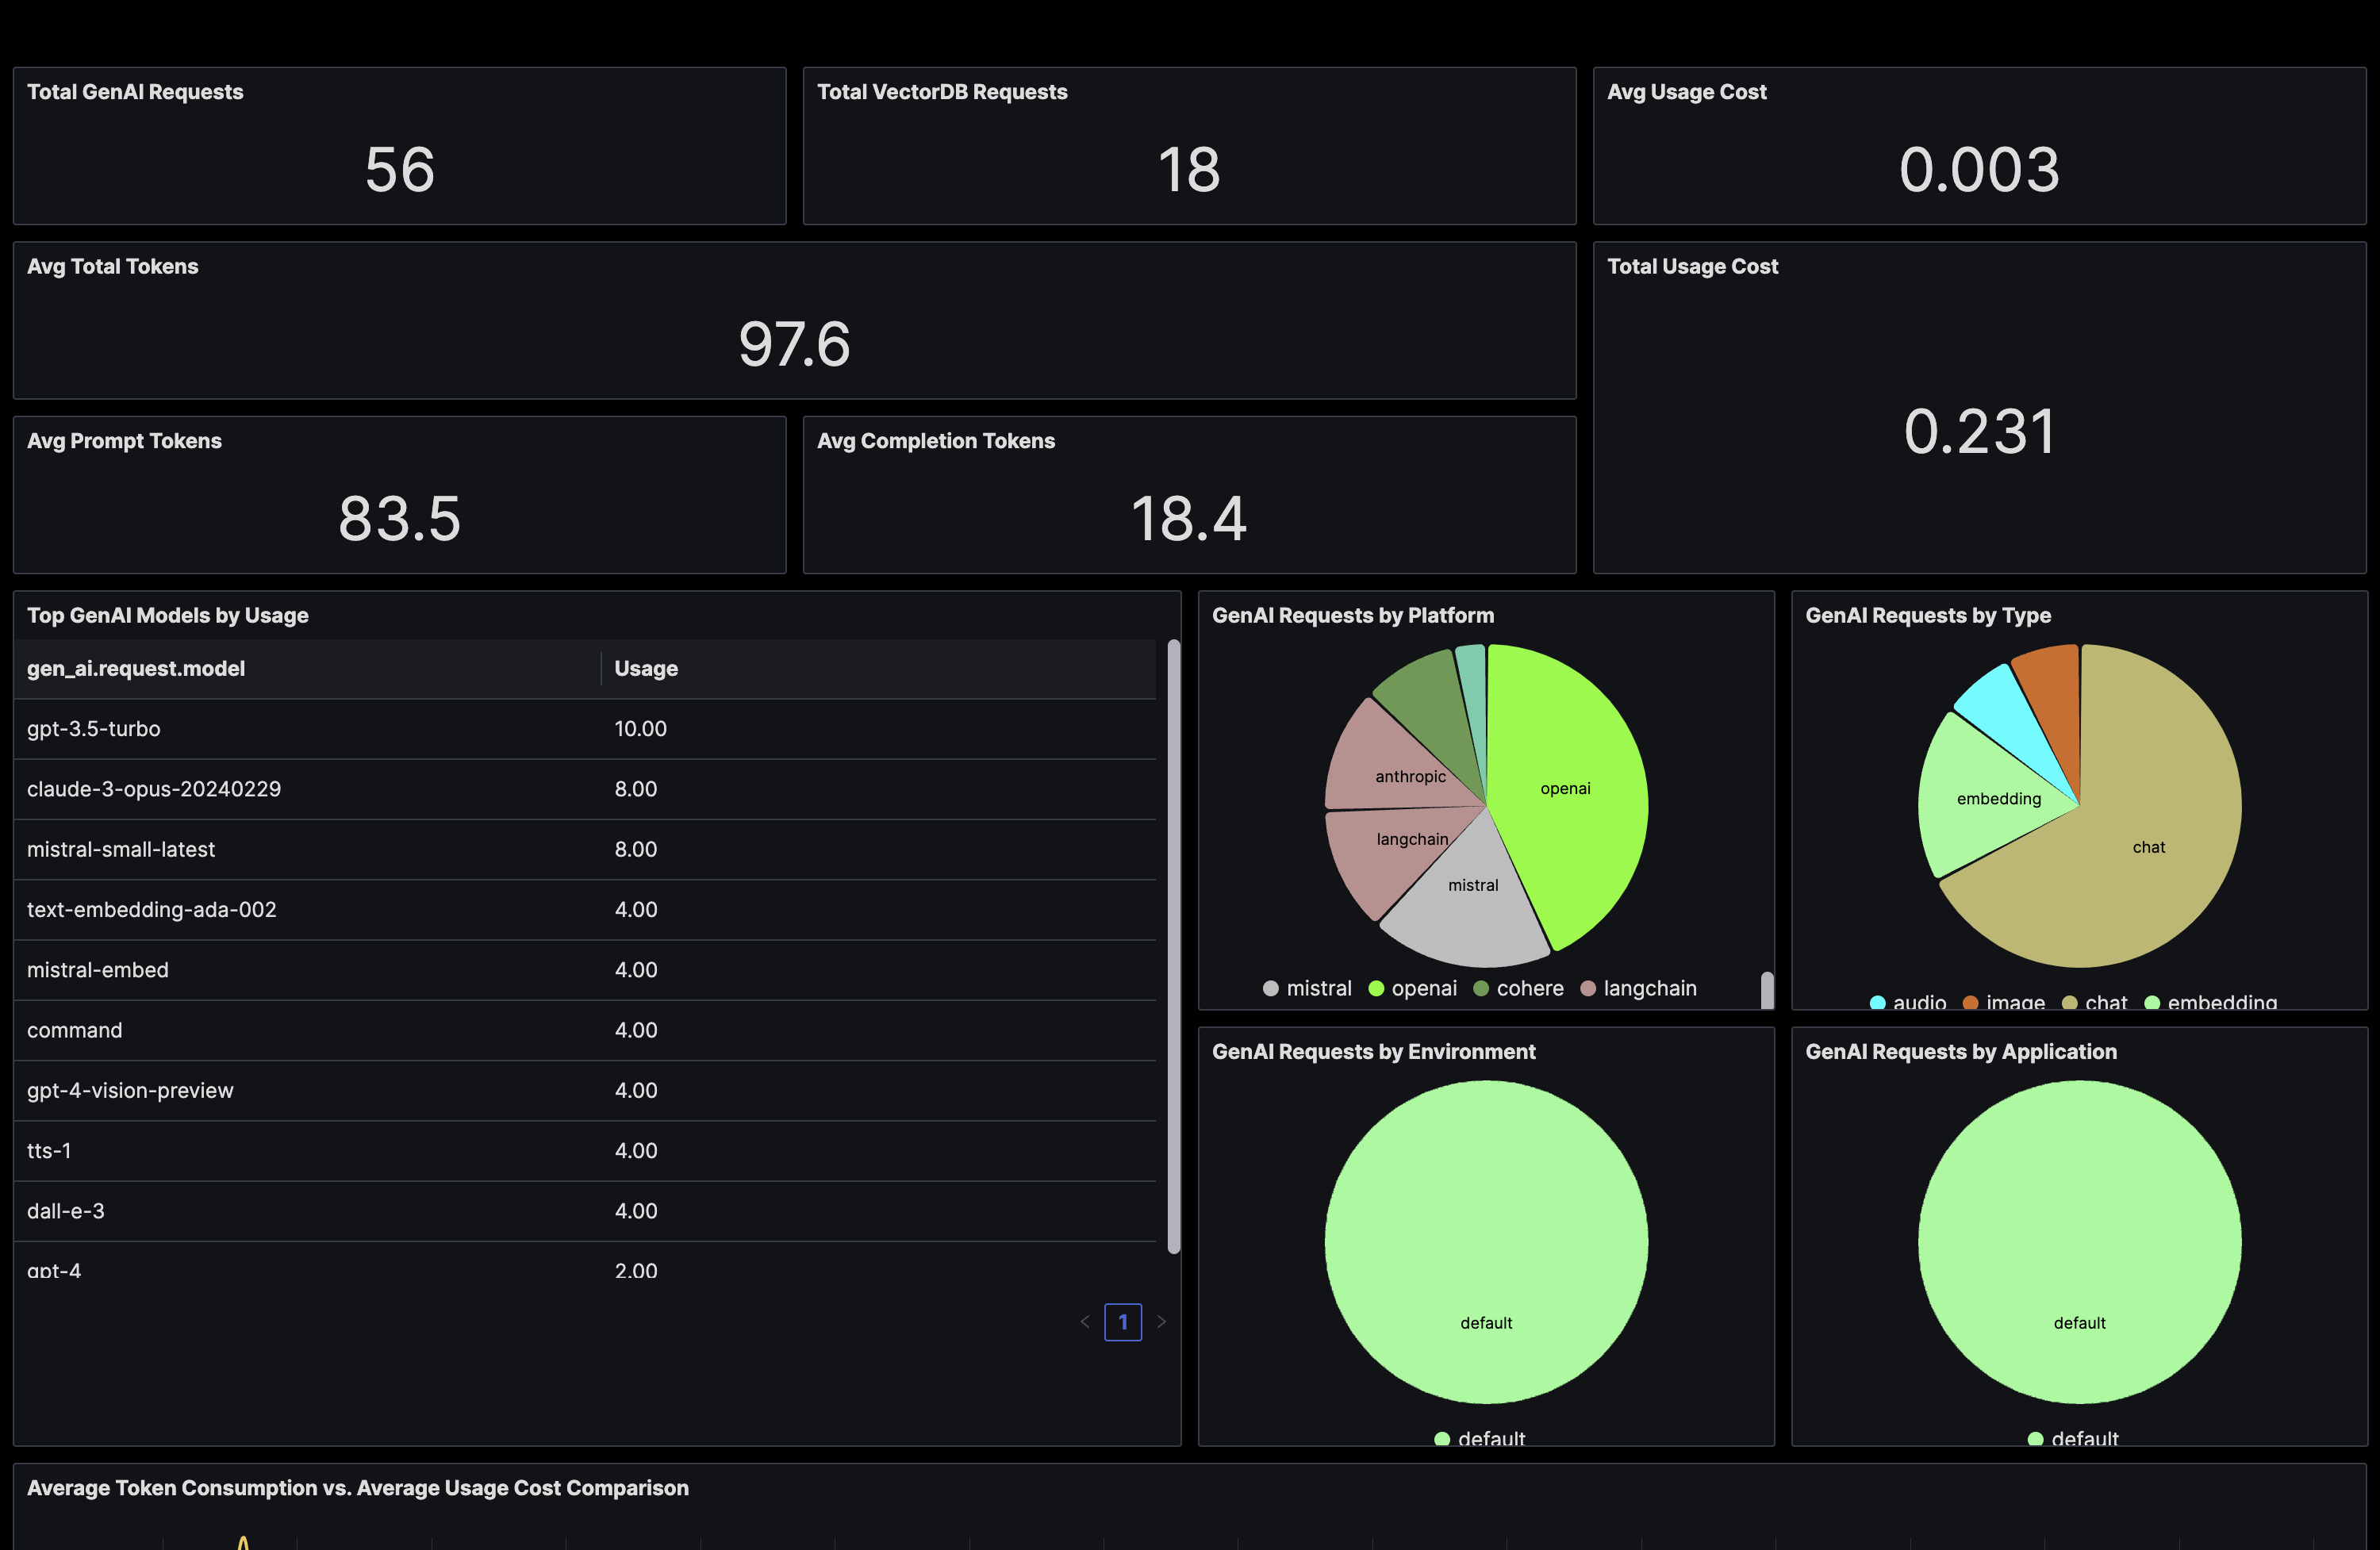 Total GenAI Requests
56
Total VectorDB Requests
18
Avg Usage Cost
0.003
Avg Total Tokens
97.6
Total Usage Cost
0.231
Avg Prompt Tokens
83.5
Avg Completion Tokens
18.4
Top GenAI Models by Usage
gen_ai.request.model Usage
gpt-3.5-turbo 10.00
claude-3-opus-20240229 8.00
mistral-small-latest 8.00
text-embedding-ada-002 4.00
mistral-embed 4.00
command 4.00
gpt-4-vision-preview 4.00
tts-1 4.00
dall-e-3 4.00
gpt-4 2.00
< 1 >
GenAI Requests by Platform
anthropic
openai
langchain
mistral
mistral openai cohere langchain
GenAI Requests by Type
embedding
chat
audio image chat embedding
GenAI Requests by Environment
default
default
GenAI Requests by Application
default
default
Average Token Consumption vs. Average Usage Cost Comparison